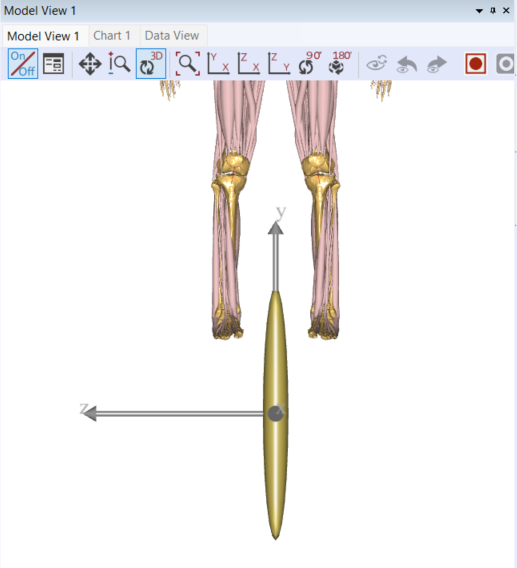 Model View 1
Model View 1 Chart 1 Data View
On Off 3D Y X Z X Z Y 90° 180°
y
z